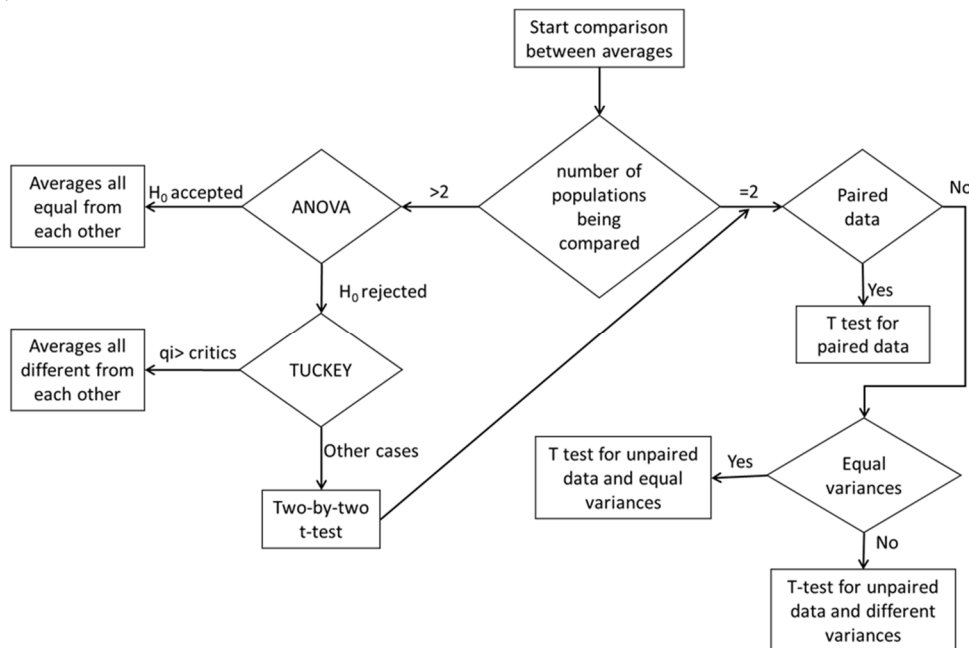 Start comparison
between averages
number of
populations
being
compared
>2
=2
ANOVA
H₀ accepted
Averages all
equal from
each other
H₀ rejected
TUCKEY
qi> critics
Averages all
different from
each other
Other cases
Two-by-two
t-test
Paired
data
No
Yes
T test for
paired data
Equal
variances
Yes
T test for unpaired
data and equal
variances
No
T-test for unpaired
data and different
variances